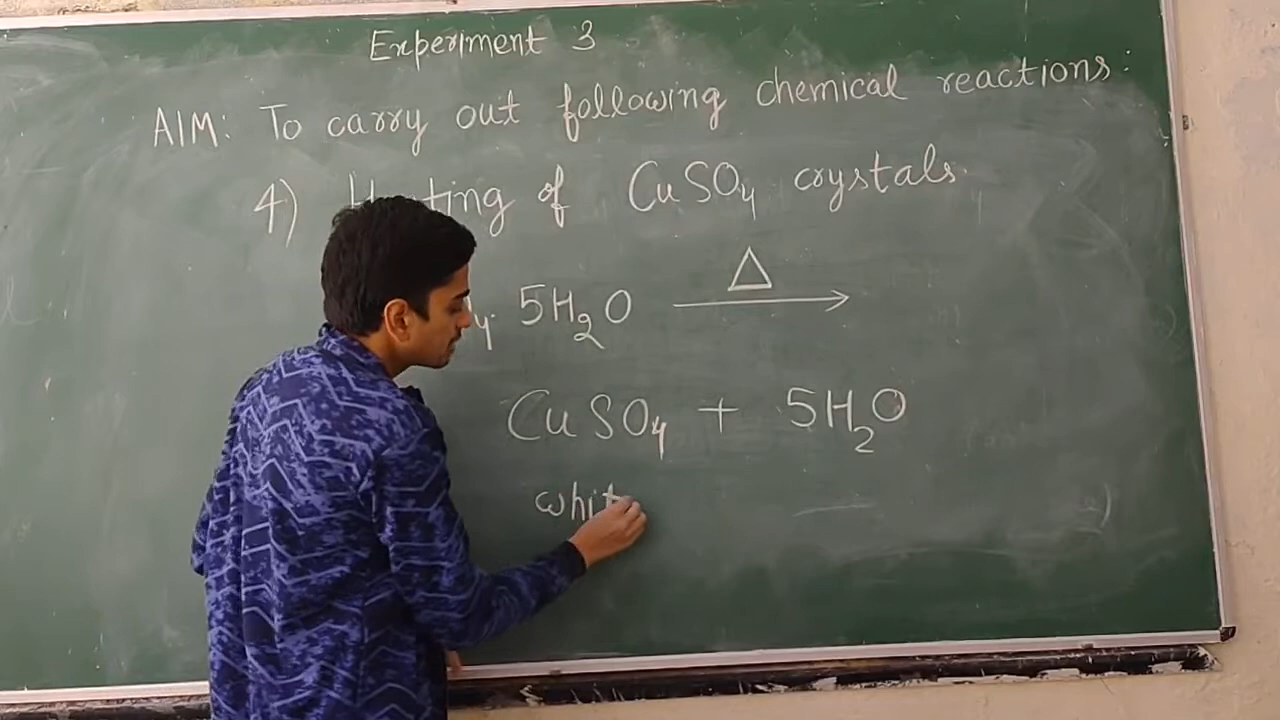 Experiment 3
AIM: To carry out following chemical reactions:
4) Heating of CuSO₄ crystals.
₄. 5H₂O △ →
CuSO₄ + 5H₂O
whit